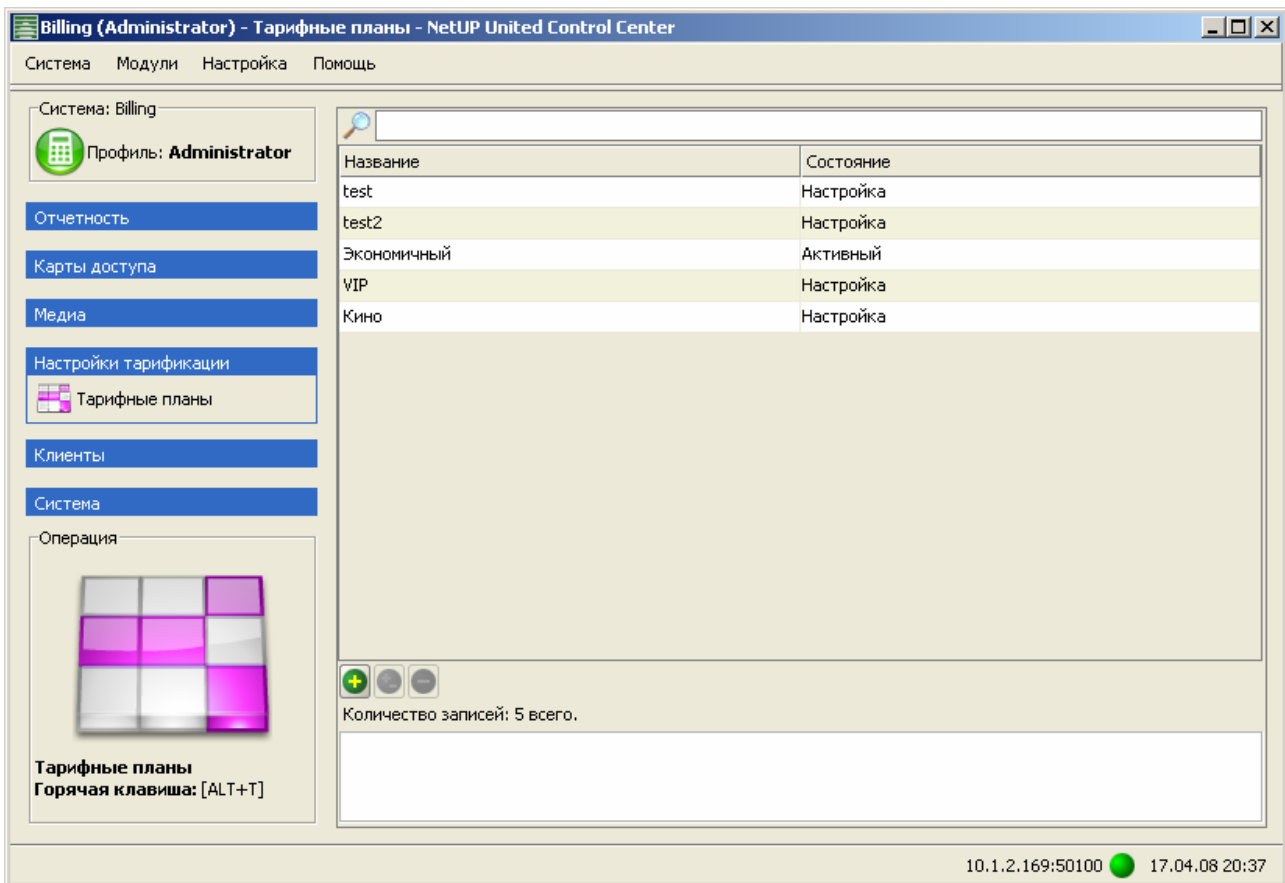 Billing (Administrator) - Тарифные планы - NetUP United Control Center
Система Модули Настройка Помощь
Система: Billing
Профиль: Administrator
Отчетность
Карты доступа
Медиа
Настройки тарификации
Тарифные планы
Клиенты
Система
Операция
Тарифные планы
Горячая клавиша: [ALT+T]
Название Состояние
test Настройка
test2 Настройка
Экономичный Активный
VIP Настройка
Кино Настройка
Количество записей: 5 всего.
10.1.2.169:50100 17.04.08 20:37